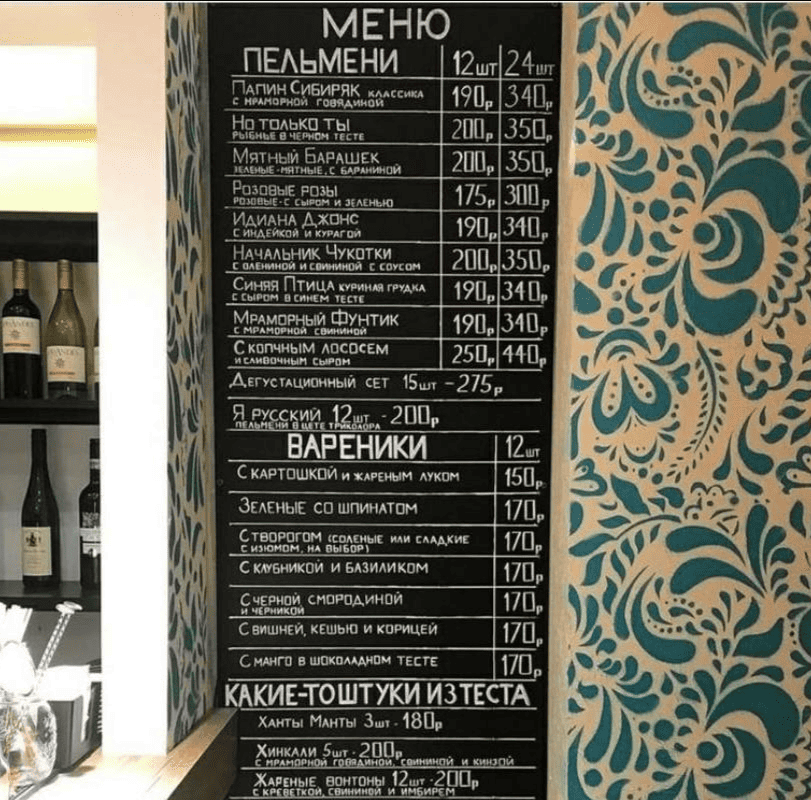 МЕНЮ
ПЕЛЬМЕНИ 12шт 24шт
ПАПИН СИБИРЯК КЛАССИКА 190р 340р
С МРАМОРНОЙ ГОВЯДИНОЙ
НО ТОЛЬКО ТЫ 200р 350р
РЫБНЫЕ В ЧЕРНОМ ТЕСТЕ
МЯТНЫЙ БАРАШЕК 200р 350р
ЗЕЛЕНЫЕ-МЯТНЫЕ, С БАРАНИНОЙ
РОЗОВЫЕ РОЗЫ 175р 300р
РОЗОВЫЕ-С СЫРОМ И ЗЕЛЕНЬЮ
ИДИАНА ДЖОНС 190р 340р
С ИНДЕЙКОЙ И КУРАГОЙ
НАЧАЛЬНИК ЧУКОТКИ 200р 350р
С ОЛЕНИНОЙ И СВИНИНОЙ С СОУСОМ
СИНЯЯ ПТИЦА КУРИНАЯ ГРУДКА 190р 340р
С СЫРОМ В СИНЕМ ТЕСТЕ
МРАМОРНЫЙ ФУНТИК 190р 340р
С МРАМОРНОЙ СВИНИНОЙ
С КОПЧНЫМ ЛОСОСЕМ 250р 440р
И СЛИВОЧНЫМ СЫРОМ
ДЕГУСТАЦИОННЫЙ СЕТ 15шт - 275р
Я РУССКИЙ 12шт - 200р
ПЕЛЬМЕНИ В ЦЕТЕ ТРИКОЛОРА
ВАРЕНИКИ 12шт
С КАРТОШКОЙ И ЖАРЕНЫМ ЛУКОМ 150р
ЗЕЛЕНЫЕ СО ШПИНАТОМ 170р
С ТВОРОГОМ (СОЛЕНЫЕ ИЛИ СЛАДКИЕ 170р
С ИЗЮМОМ, НА ВЫБОР)
С КЛУБНИКОЙ И БАЗИЛИКОМ 170р
С ЧЕРНОЙ СМОРОДИНОЙ 170р
И ЧЕРНИКОЙ
С ВИШНЕЙ, КЕШЬЮ И КОРИЦЕЙ 170р
С МАНГО В ШОКОЛАДНОМ ТЕСТЕ 170р
КАКИЕ-ТО ШТУКИ ИЗ ТЕСТА
ХАНТЫ МАНТЫ 3шт - 180р
ХИНКАЛИ 5шт - 200р
С МРАМОРНОЙ ГОВЯДИНОЙ, СВИНИНОЙ И КИНЗОЙ
ЖАРЕНЫЕ ВОНТОНЫ 12шт - 200р
С КРЕВЕТКОЙ, СВИНИНОЙ И ИМБИРЕМ